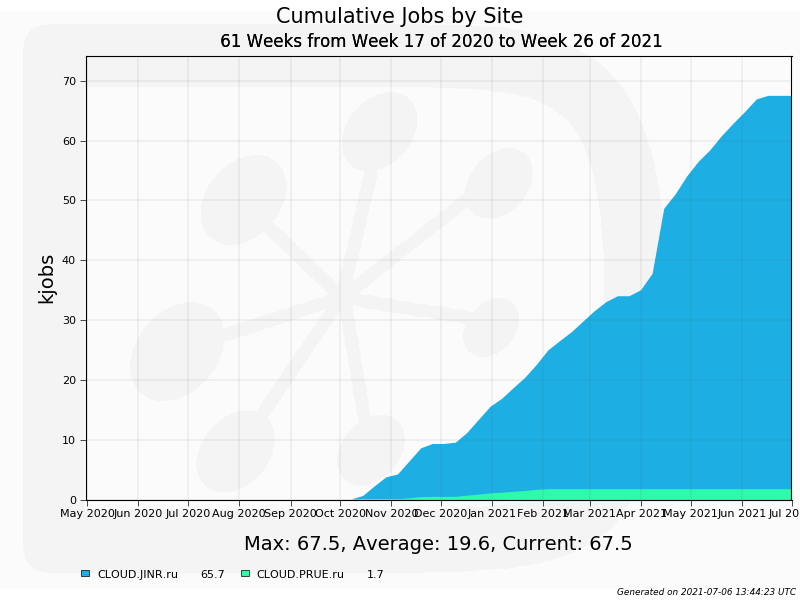 Cumulative Jobs by Site
61 Weeks from Week 17 of 2020 to Week 26 of 2021
kjobs
70
60
50
40
30
20
10
0
May 2020 Jun 2020 Jul 2020 Aug 2020 Sep 2020 Oct 2020 Nov 2020 Dec 2020 Jan 2021 Feb 2021 Mar 2021 Apr 2021 May 2021 Jun 2021 Jul 20
Max: 67.5, Average: 19.6, Current: 67.5
CLOUD.JINR.ru 65.7 CLOUD.PRUE.ru 1.7
Generated on 2021-07-06 13:44:23 UTC